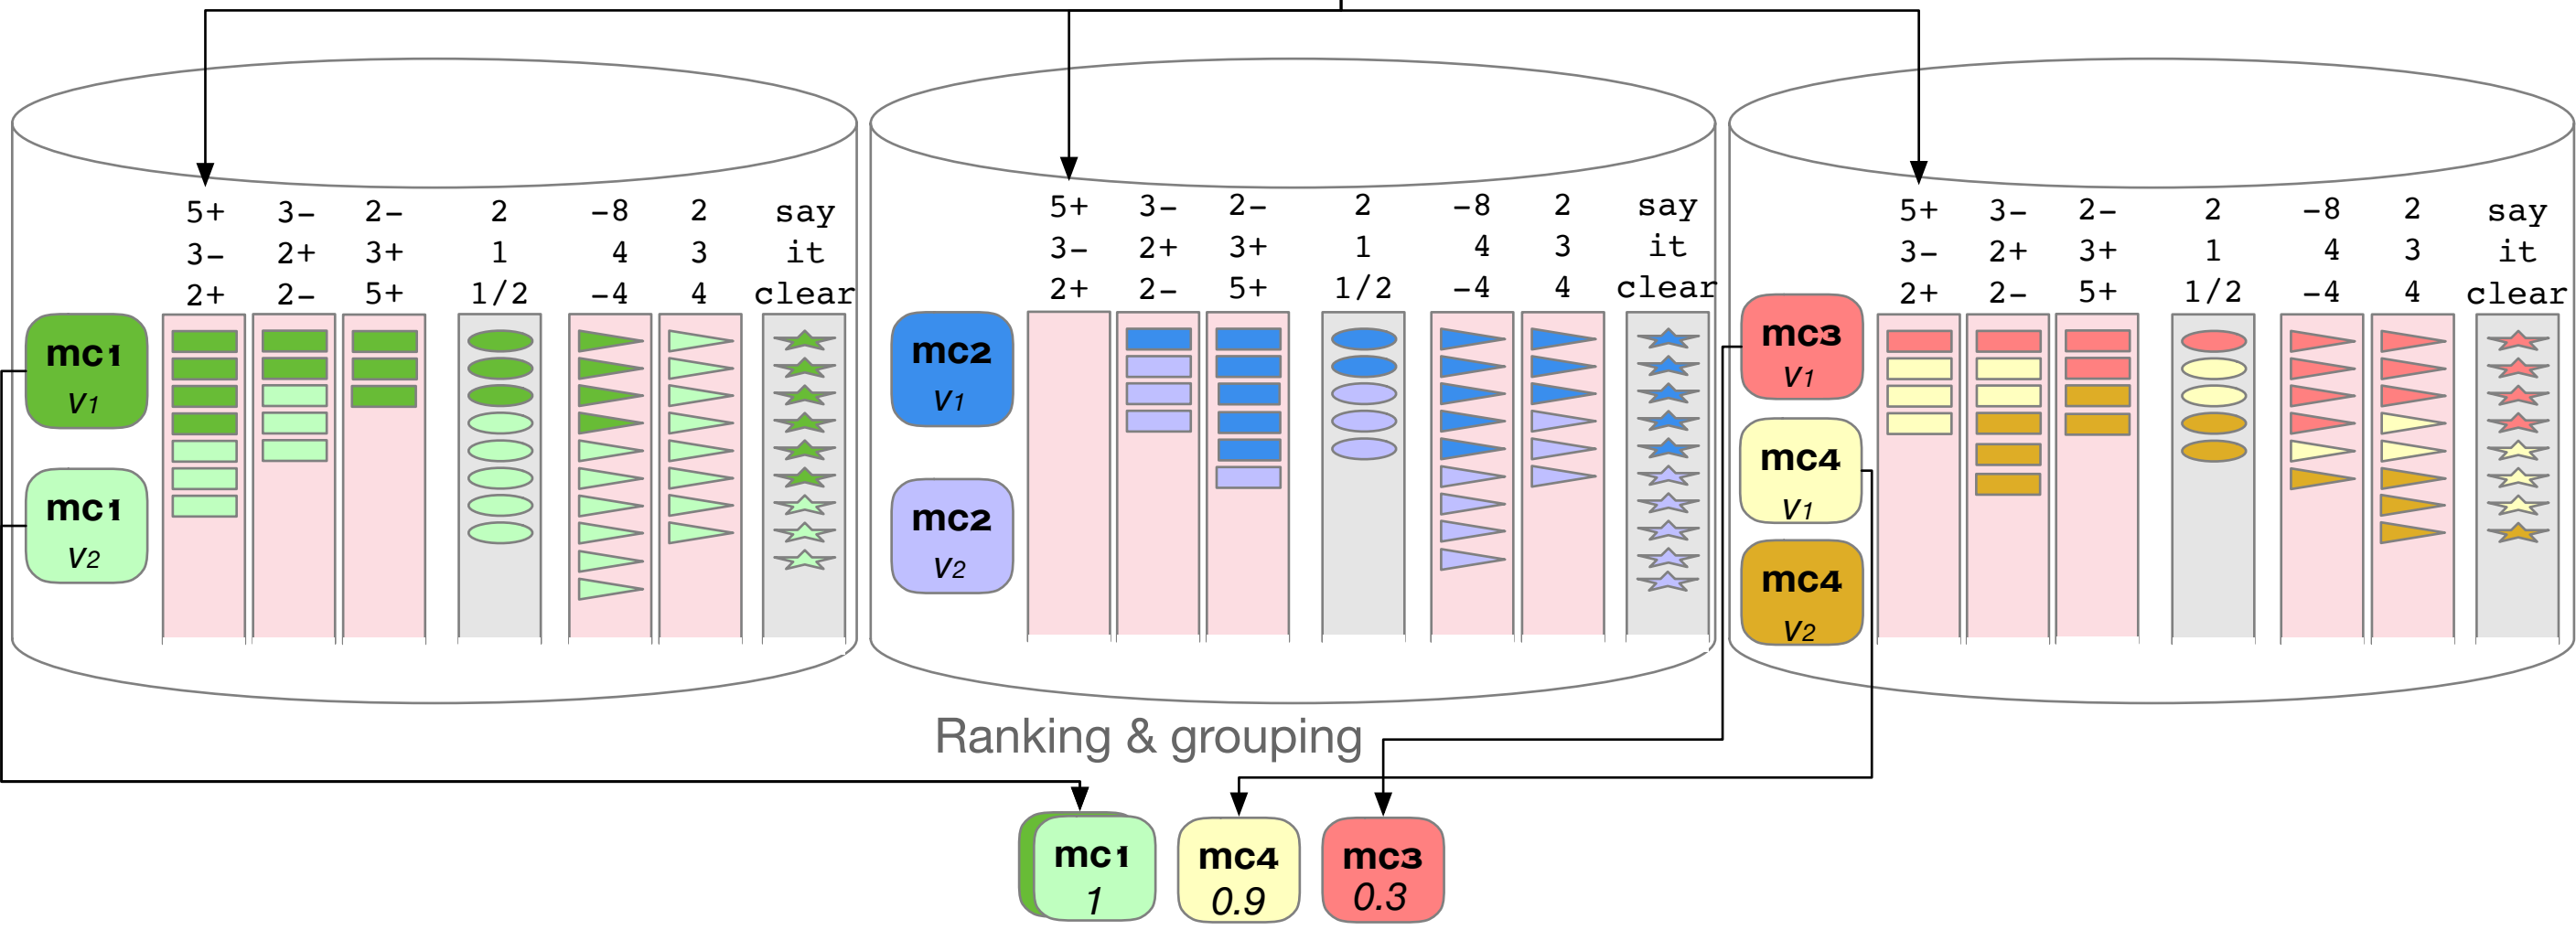 5+ 3- 2- 2 -8 2 say
3- 2+ 3+ 1 4 3 it
2+ 2- 5+ 1/2 -4 4 clear
mc1
v1
mc1
v2
5+ 3- 2- 2 -8 2 say
3- 2+ 3+ 1 4 3 it
2+ 2- 5+ 1/2 -4 4 clear
mc2
v1
mc2
v2
5+ 3- 2- 2 -8 2 say
3- 2+ 3+ 1 4 3 it
2+ 2- 5+ 1/2 -4 4 clear
mc3
v1
mc4
v1
mc4
v2
Ranking & grouping
mc1 mc4 mc3
1 0.9 0.3